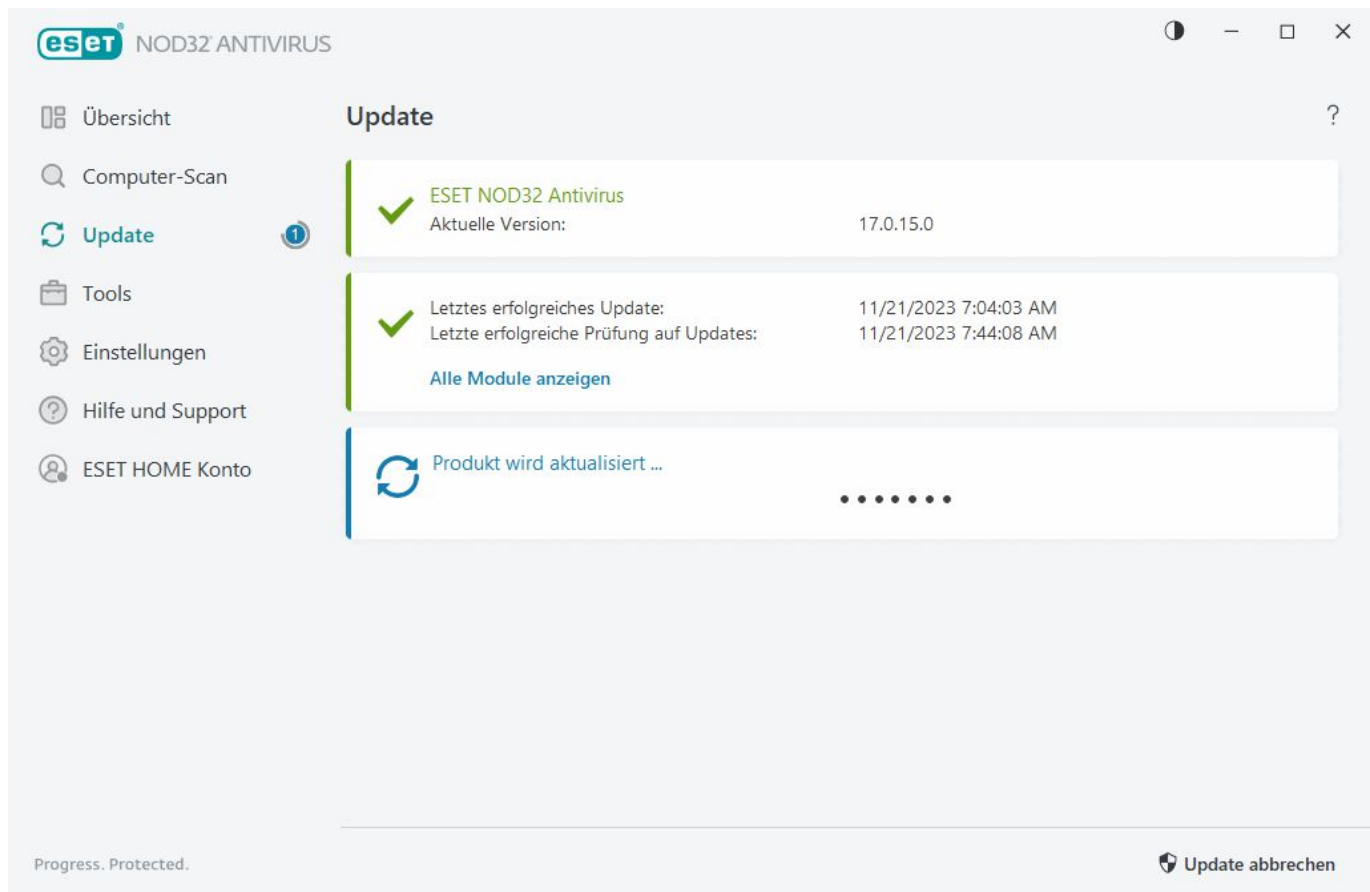 eset® NOD32® ANTIVIRUS
Übersicht
Computer-Scan
Update 1
Tools
Einstellungen
Hilfe und Support
ESET HOME Konto
Update ?
ESET NOD32 Antivirus
Aktuelle Version: 17.0.15.0
Letztes erfolgreiches Update: 11/21/2023 7:04:03 AM
Letzte erfolgreiche Prüfung auf Updates: 11/21/2023 7:44:08 AM
Alle Module anzeigen
Produkt wird aktualisiert ...
Progress. Protected.
Update abbrechen